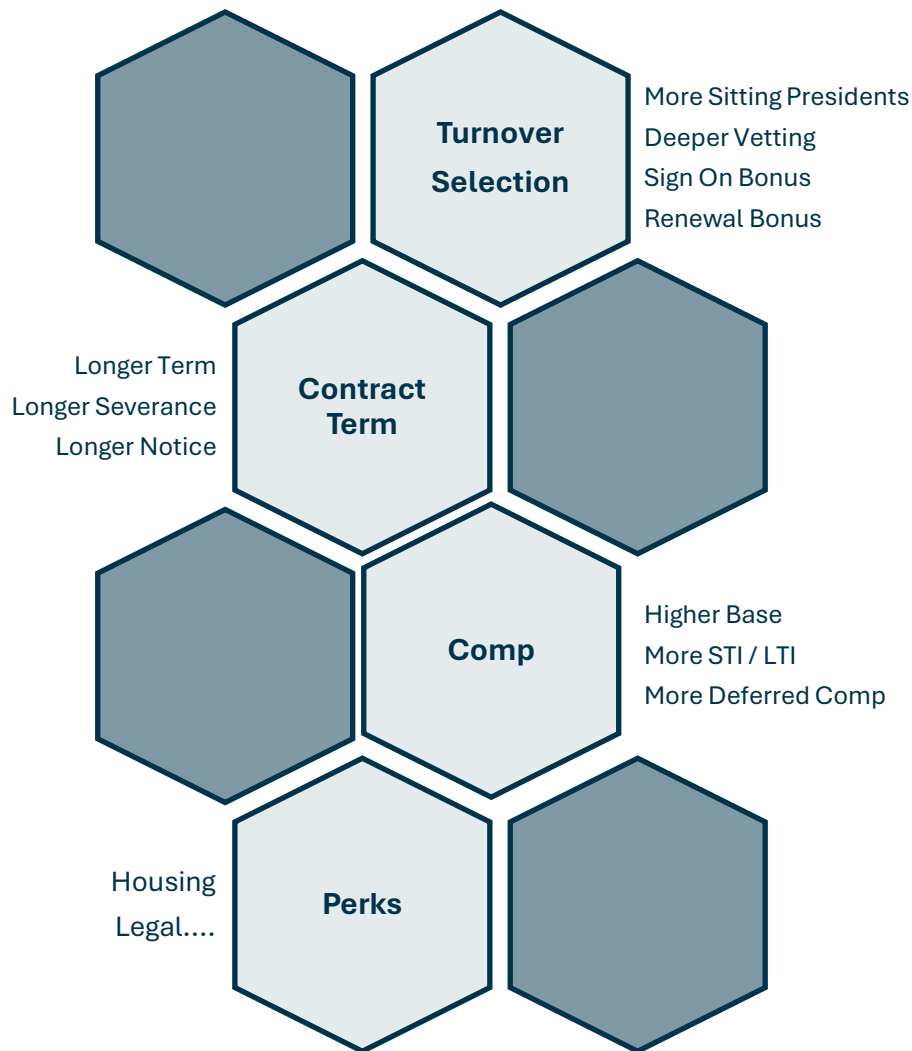 Turnover
Selection
More Sitting Presidents
Deeper Vetting
Sign On Bonus
Renewal Bonus
Longer Term
Longer Severance
Longer Notice
Contract
Term
Comp
Higher Base
More STI / LTI
More Deferred Comp
Housing
Legal....
Perks